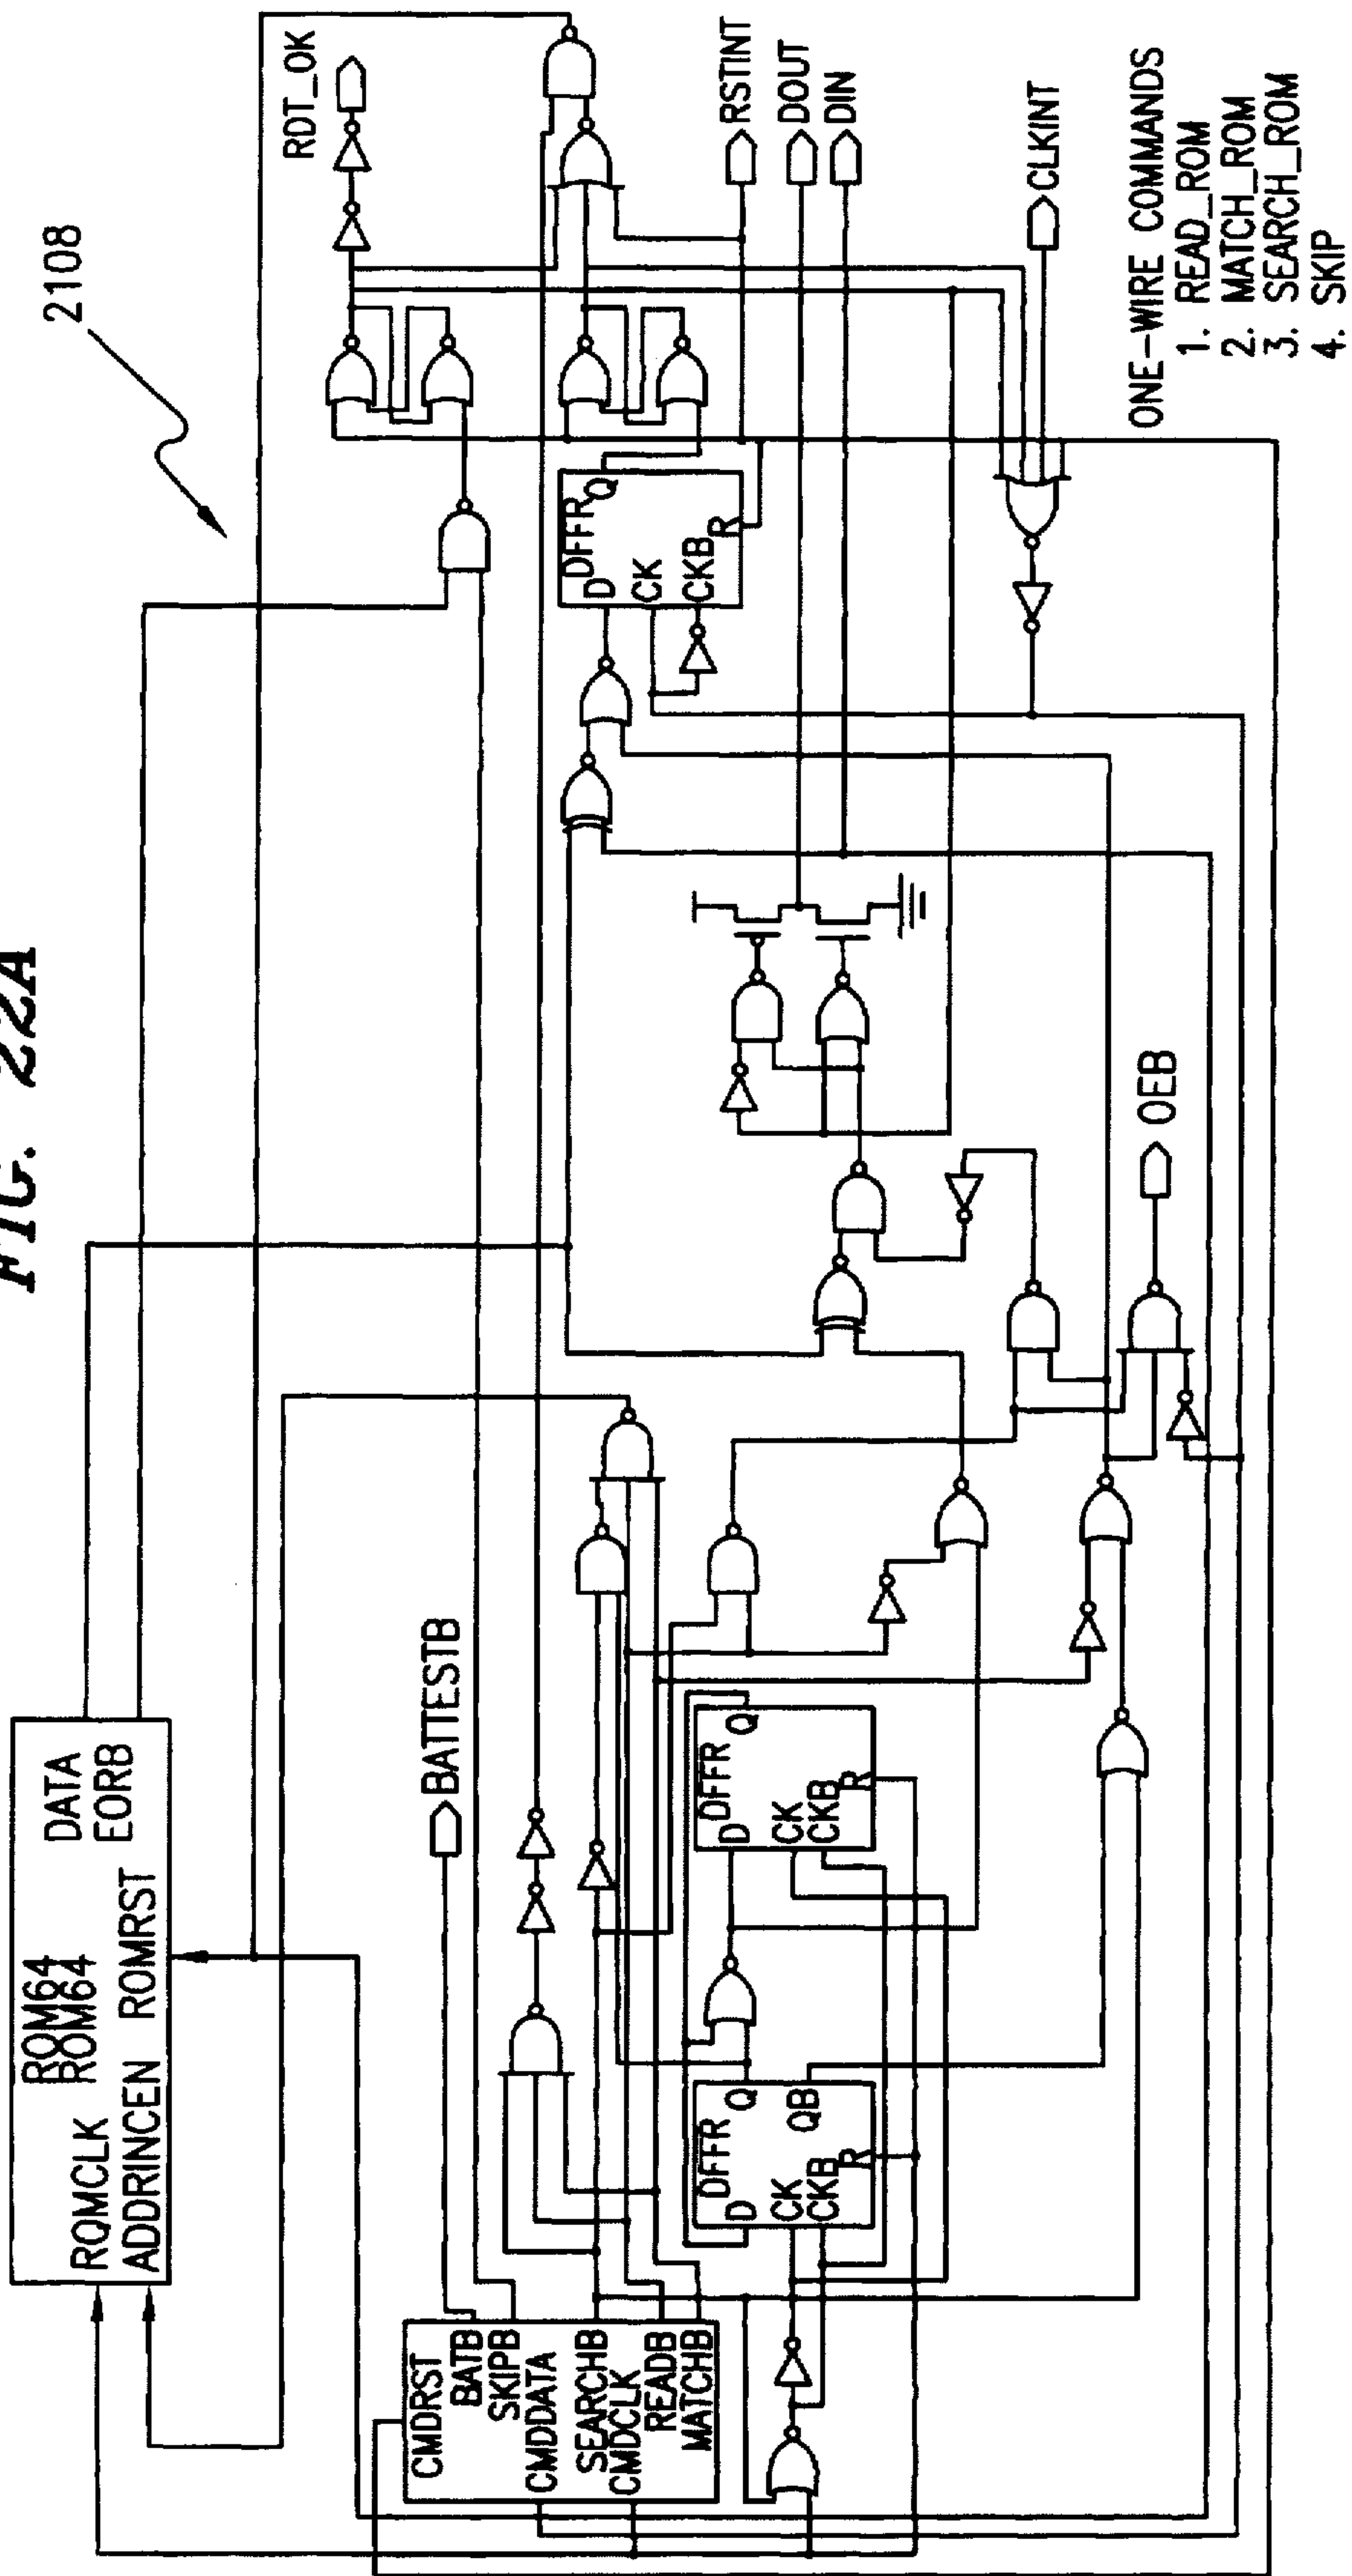 FIG. 22A
2108
ROM64
ROM64
RQMCLK
DATA
EORB
ADDRINCEN ROMRST
RDT_OK
BATTESTB
CMDRST
BATB
SKIPB
CMDDATA
SEARCHB
CMDCLK
READB
MATCHB
DFFR
D
Q
CK
QB
CKB
R
DFFR
D
Q
CK
CKB
R
DFFR
D
Q
CK
CKB
R
RSTINT
DOUT
DIN
CLKINT
OEB
ONE-WIRE COMMANDS
1. READ_ROM
2. MATCH_ROM
3. SEARCH_ROM
4. SKIP